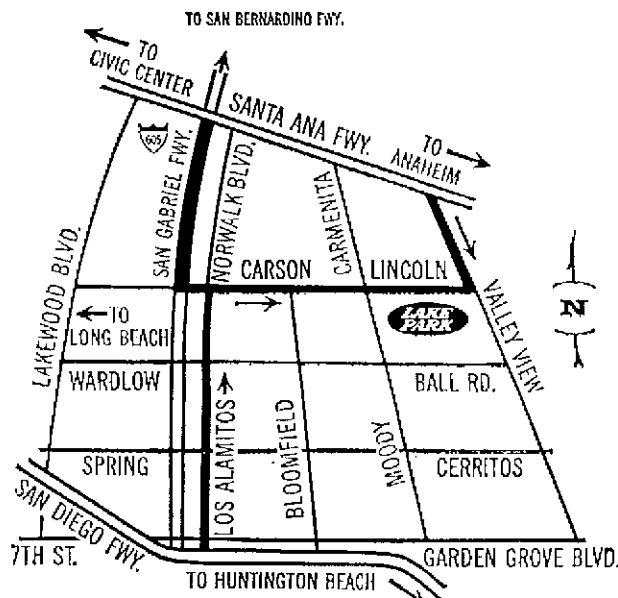 TO SAN BERNARDINO FWY.
TO
CIVIC CENTER
SANTA ANA FWY.
TO
ANAHEIM
605
SAN GABRIEL FWY.
NORWALK BLVD.
CARMENITA
LAKEWOOD BLVD.
CARSON
LINCOLN
VALLEY VIEW
N
TO
LONG BEACH
LAKE
PARK
WARDLOW
BALL RD.
LOS ALAMITOS
BLOOMFIELD
MOODY
SPRING
CERRITOS
SAN DIEGO FWY.
7TH ST.
GARDEN GROVE BLVD.
TO HUNTINGTON BEACH